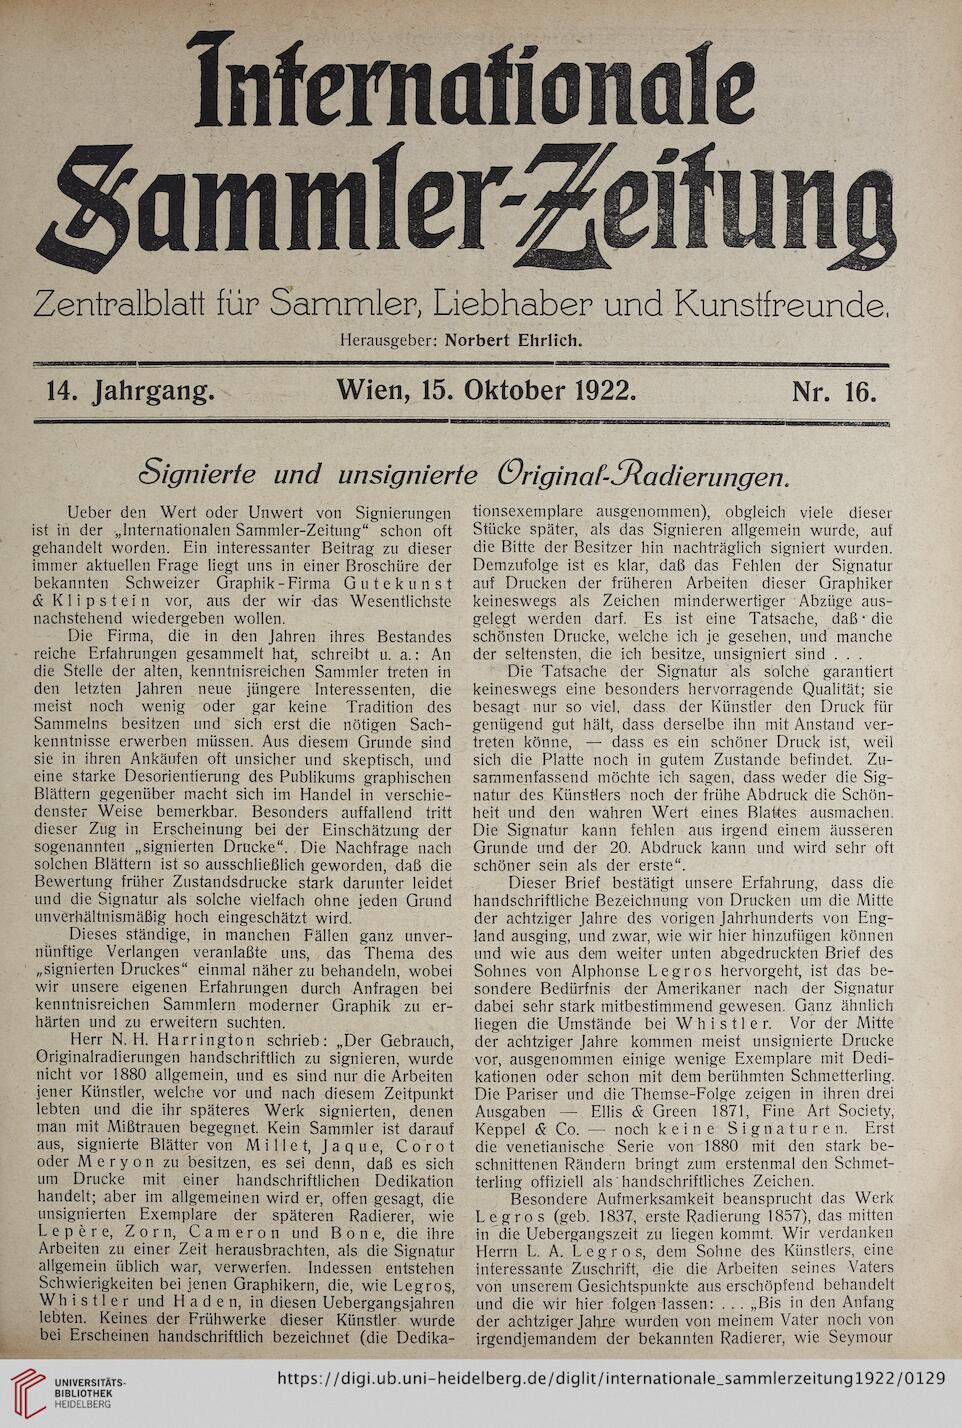 Internationale
Sammler-Zeitung
Zentralblatt für Sammler, Liebhaber und Kunstfreunde.
Herausgeber: Norbert Ehrlich.
14. Jahrgang. Wien, 15. Oktober 1922. Nr. 16.
Signierte und unsignierte Original-Radierungen.
Ueber den Wert oder Unwert von Signierungen
ist in der „Internationalen Sammler-Zeitung“ schon oft
gehandelt worden. Ein interessanter Beitrag zu dieser
immer aktuellen Frage liegt uns in einer Broschüre der
bekannten Schweizer Graphik-Firma Gutekunst
& Klipstein vor, aus der wir das Wesentlichste
nachstehend wiedergeben wollen.
Die Firma, die in den Jahren ihres Bestandes
reiche Erfahrungen gesammelt hat, schreibt u. a.: An
die Stelle der alten, kenntnisreichen Sammler treten in
den letzten Jahren neue jüngere Interessenten, die
meist noch wenig oder gar keine Tradition des
Sammelns besitzen und sich erst die nötigen Sach-
kenntnisse erwerben müssen. Aus diesem Grunde sind
sie in ihren Ankäufen oft unsicher und skeptisch, und
eine starke Desorientierung des Publikums graphischen
Blättern gegenüber macht sich im Handel in verschie-
denster Weise bemerkbar. Besonders auffallend tritt
dieser Zug in Erscheinung bei der Einschätzung der
sogenannten „signierten Drucke“. Die Nachfrage nach
solchen Blättern ist so ausschließlich geworden, daß die
Bewertung früher Zustandsdrucke stark darunter leidet
und die Signatur als solche vielfach ohne jeden Grund
unverhältnismäßig hoch eingeschätzt wird.
Dieses ständige, in manchen Fällen ganz unver-
nünftige Verlangen veranlaßte uns, das Thema des
„signierten Druckes“ einmal näher zu behandeln, wobei
wir unsere eigenen Erfahrungen durch Anfragen bei
kenntnisreichen Sammlern moderner Graphik zu er-
härten und zu erweitern suchten.
Herr N. H. Harrington schrieb: „Der Gebrauch,
Originalradierungen handschriftlich zu signieren, wurde
nicht vor 1880 allgemein, und es sind nur die Arbeiten
jener Künstler, welche vor und nach diesem Zeitpunkt
lebten und die ihr späteres Werk signierten, denen
man mit Mißtrauen begegnet. Kein Sammler ist darauf
aus, signierte Blätter von Millet, Jaque, Corot
oder Meryon zu besitzen, es sei denn, daß es sich
um Drucke mit einer handschriftlichen Dedikation
handelt; aber im allgemeinen wird er, offen gesagt, die
unsignierten Exemplare der späteren Radierer, wie
Lepère, Zorn, Cameron und Bone, die ihre
Arbeiten zu einer Zeit herausbrachten, als die Signatur
allgemein üblich war, verwerfen. Indessen entstehen
Schwierigkeiten bei jenen Graphikern, die, wie Legros,
Whistler und Haden, in diesen Uebergangsjahren
lebten. Keines der Frühwerke dieser Künstler wurde
bei Erscheinen handschriftlich bezeichnet (die Dedika-
tionsexemplare ausgenommen), obgleich viele dieser
Stücke später, als das Signieren allgemein wurde, auf
die Bitte der Besitzer hin nachträglich signiert wurden.
Demzufolge ist es klar, daß das Fehlen der Signatur
auf Drucken der früheren Arbeiten dieser Graphiker
keineswegs als Zeichen minderwertiger Abzüge aus-
gelegt werden darf. Es ist eine Tatsache, daß die
schönsten Drucke, welche ich je gesehen, und manche
der seltensten, die ich besitze, unsigniert sind . . .
Die Tatsache der Signatur als solche garantiert
keineswegs eine besonders hervorragende Qualität; sie
besagt nur so viel, dass der Künstler den Druck für
genügend gut hält, dass derselbe ihn mit Anstand ver-
treten könne, — dass es ein schöner Druck ist, weil
sich die Platte noch in gutem Zustande befindet. Zu-
sammenfassend möchte ich sagen, dass weder die Sig-
natur des Künstlers noch der frühe Abdruck die Schön-
heit und den wahren Wert eines Blattes ausmachen.
Die Signatur kann fehlen aus irgend einem äusseren
Grunde und der 20. Abdruck kann und wird sehr oft
schöner sein als der erste“.
Dieser Brief bestätigt unsere Erfahrung, dass die
handschriftliche Bezeichnung von Drucken um die Mitte
der achtziger Jahre des vorigen Jahrhunderts von Eng-
land ausging, und zwar, wie wir hier hinzufügen können
und wie aus dem weiter unten abgedruckten Brief des
Sohnes von Alphonse Legros hervorgeht, ist das be-
sondere Bedürfnis der Amerikaner nach der Signatur
dabei sehr stark mitbestimmend gewesen. Ganz ähnlich
liegen die Umstände bei Whistler. Vor der Mitte
der achtziger Jahre kommen meist unsignierte Drucke
vor, ausgenommen einige wenige Exemplare mit Dedi-
kationen oder schon mit dem berühmten Schmetterling.
Die Pariser und die Themse-Folge zeigen in ihren drei
Ausgaben — Ellis & Green 1871, Fine Art Society,
Keppel & Co. — noch keine Signaturen. Erst
die venetianische Serie von 1880 mit den stark be-
schnittenen Rändern bringt zum erstenmal den Schmet-
terling offiziell als handschriftliches Zeichen.
Besondere Aufmerksamkeit beansprucht das Werk
Legros (geb. 1837, erste Radierung 1857), das mitten
in die Uebergangszeit zu liegen kommt. Wir verdanken
Herrn L. A. Legros, dem Sohne des Künstlers, eine
interessante Zuschrift, die die Arbeiten seines Vaters
von unserem Gesichtspunkte aus erschöpfend behandelt
und die wir hier folgen lassen: . . . „Bis in den Anfang
der achtziger Jahre wurden von meinem Vater noch von
irgendjemandem der bekannten Radierer, wie Seymour
UNIVERSITÄTS-
BIBLIOTHEK
HEIDELBERG
https://digi.ub.uni-heidelberg.de/diglit/internationale_sammlerzeitung1922/0129